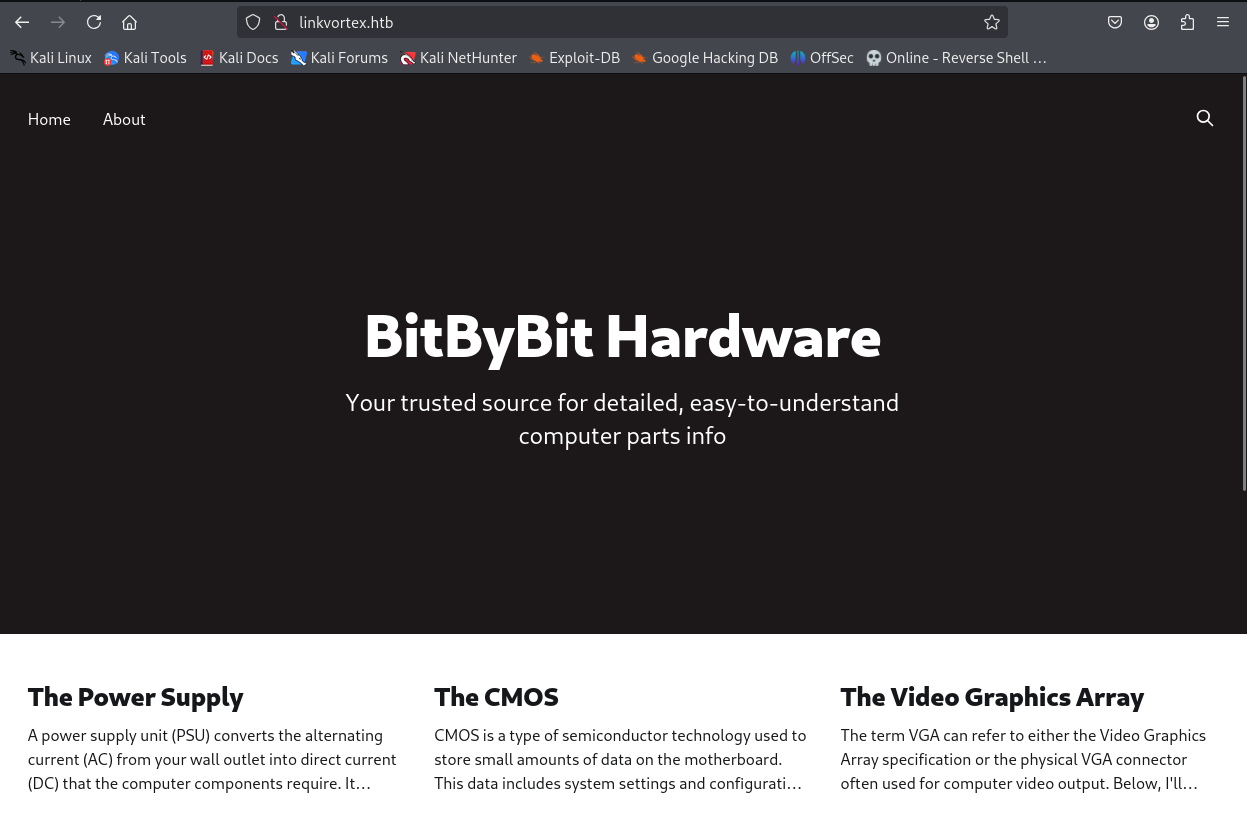 linkvortex.htb
Kali Linux Kali Tools Kali Docs Kali Forums Kali NetHunter Exploit-DB Google Hacking DB OffSec Online - Reverse Shell …
Home About
BitByBit Hardware
Your trusted source for detailed, easy-to-understand
computer parts info
The Power Supply
A power supply unit (PSU) converts the alternating
current (AC) from your wall outlet into direct current
(DC) that the computer components require. It…
The CMOS
CMOS is a type of semiconductor technology used to
store small amounts of data on the motherboard.
This data includes system settings and configurati…
The Video Graphics Array
The term VGA can refer to either the Video Graphics
Array specification or the physical VGA connector
often used for computer video output. Below, I'll…